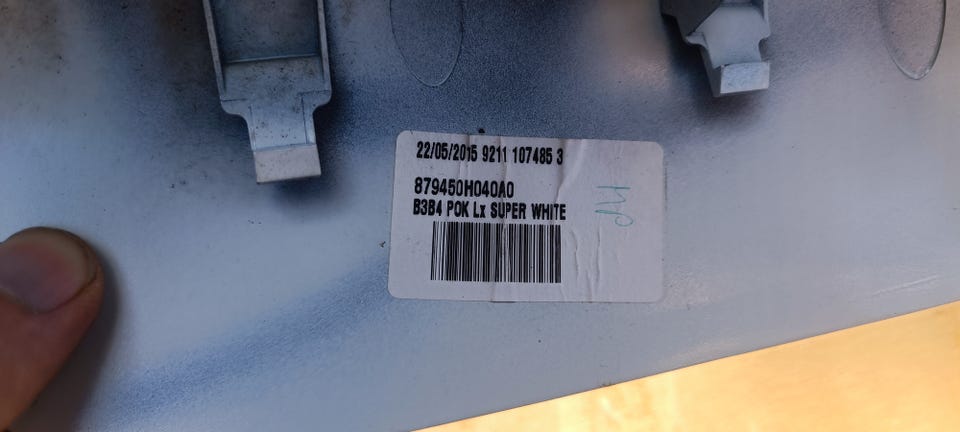 22/05/2015 9211 107485 3
879450H040A0
B3B4 POK Lx SUPER WHITE